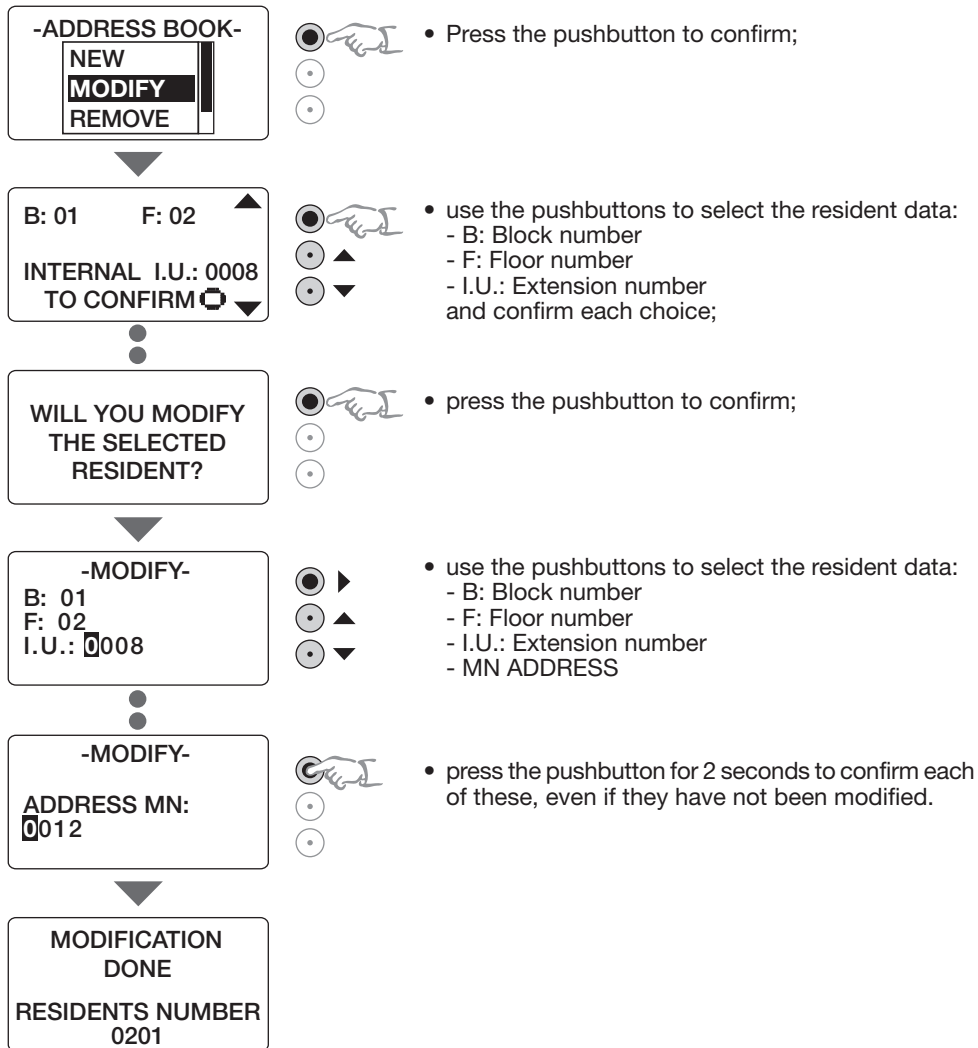 -ADDRESS BOOK-
NEW
MODIFY
REMOVE
• Press the pushbutton to confirm;
B: 01 F: 02
INTERNAL I.U.: 0008
TO CONFIRM
• use the pushbuttons to select the resident data:
- B: Block number
- F: Floor number
- I.U.: Extension number
and confirm each choice;
WILL YOU MODIFY
THE SELECTED
RESIDENT?
• press the pushbutton to confirm;
-MODIFY-
B: 01
F: 02
I.U.: 0008
• use the pushbuttons to select the resident data:
- B: Block number
- F: Floor number
- I.U.: Extension number
- MN ADDRESS
-MODIFY-
ADDRESS MN:
0012
• press the pushbutton for 2 seconds to confirm each
of these, even if they have not been modified.
MODIFICATION
DONE
RESIDENTS NUMBER
0201